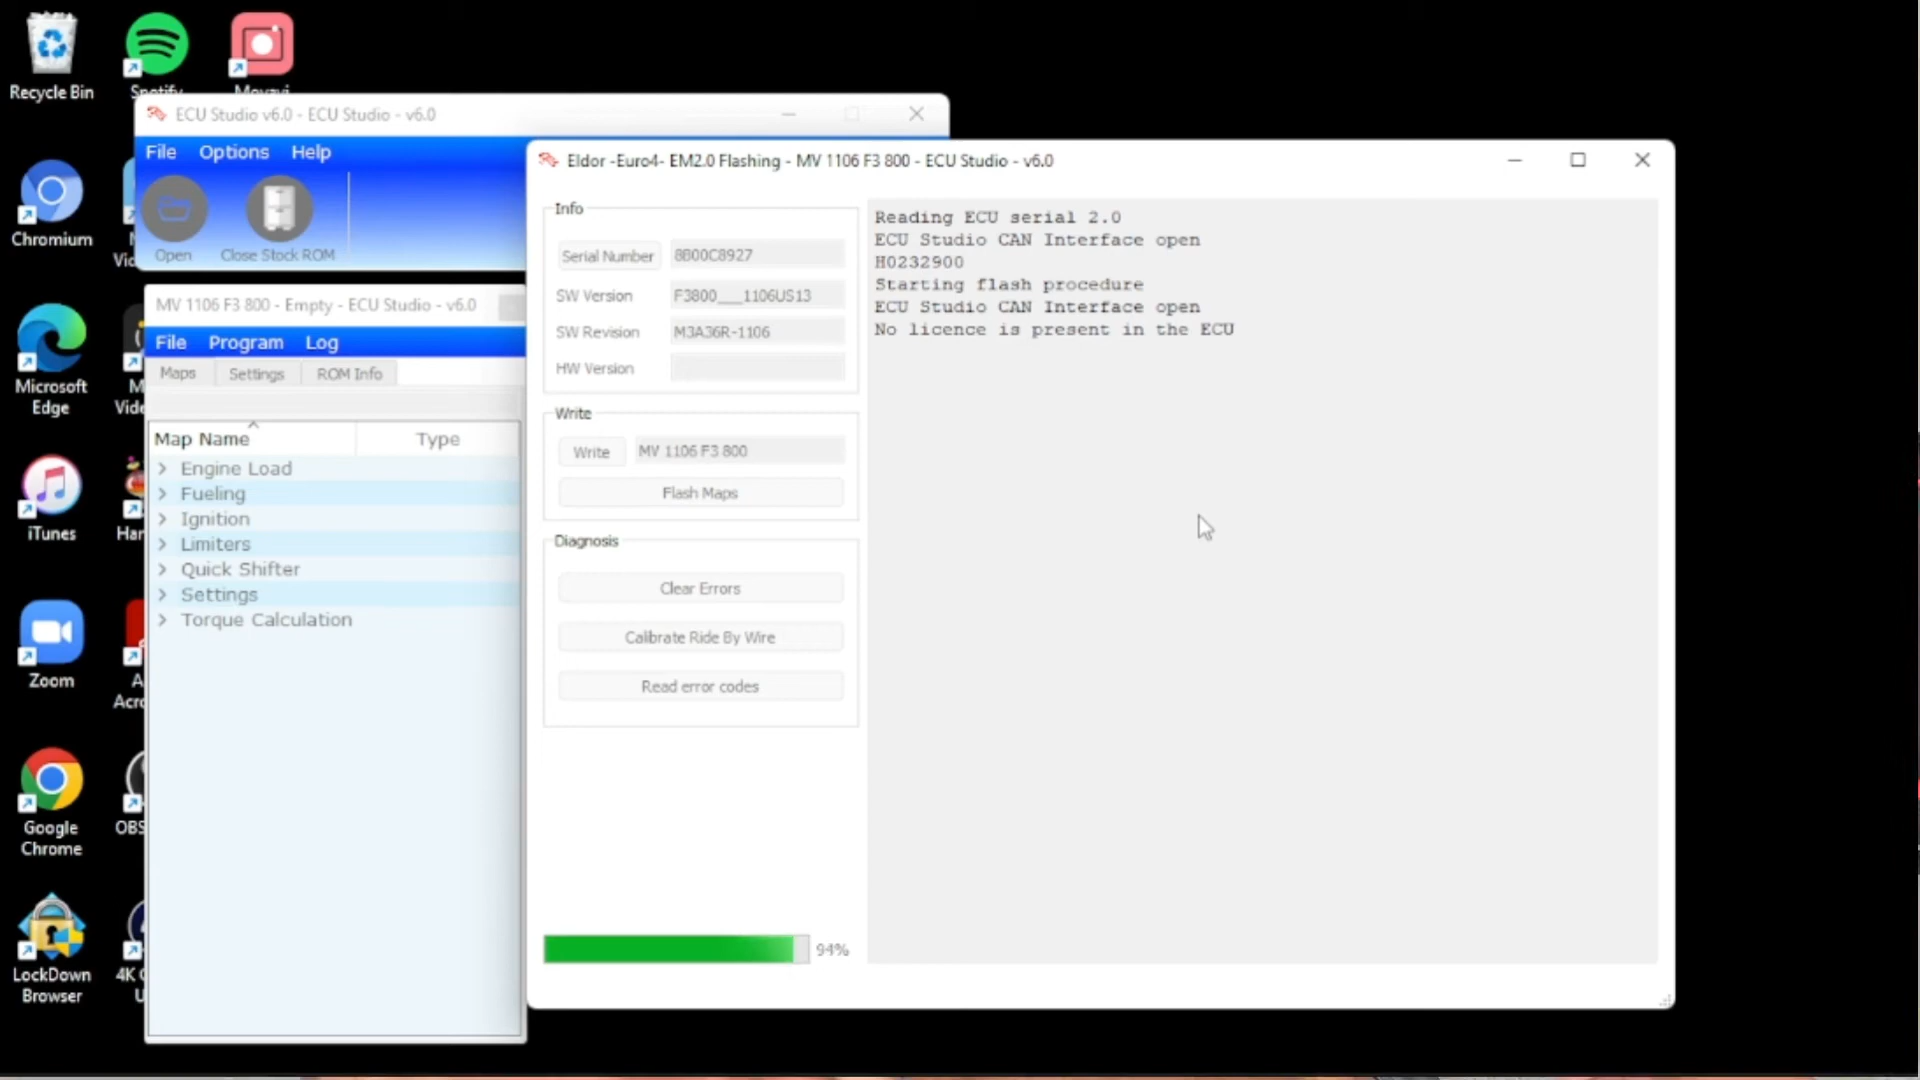 Recycle Bin
Spotify
Movavi
Chromium
Microsoft
Edge
iTunes
Zoom
Google
Chrome
LockDown
Browser
OBS
4K
ECU Studio v6.0 - ECU Studio - v6.0
File Options Help
Open Close Stock ROM
MV 1106 F3 800 - Empty - ECU Studio - v6.0
File Program Log
Maps Settings ROM Info
Map Name Type
Engine Load
Fueling
Ignition
Limiters
Quick Shifter
Settings
Torque Calculation
Eldor -Euro4- EM2.0 Flashing - MV 1106 F3 800 - ECU Studio - v6.0
Info
Serial Number 8B00C8927
SW Version F3800___1106US13
SW Revision M3A36R-1106
HW Version
Write
Write MV 1106 F3 800
Flash Maps
Diagnosis
Clear Errors
Calibrate Ride By Wire
Read error codes
94%
Reading ECU serial 2.0
ECU Studio CAN Interface open
H0232900
Starting flash procedure
ECU Studio CAN Interface open
No licence is present in the ECU